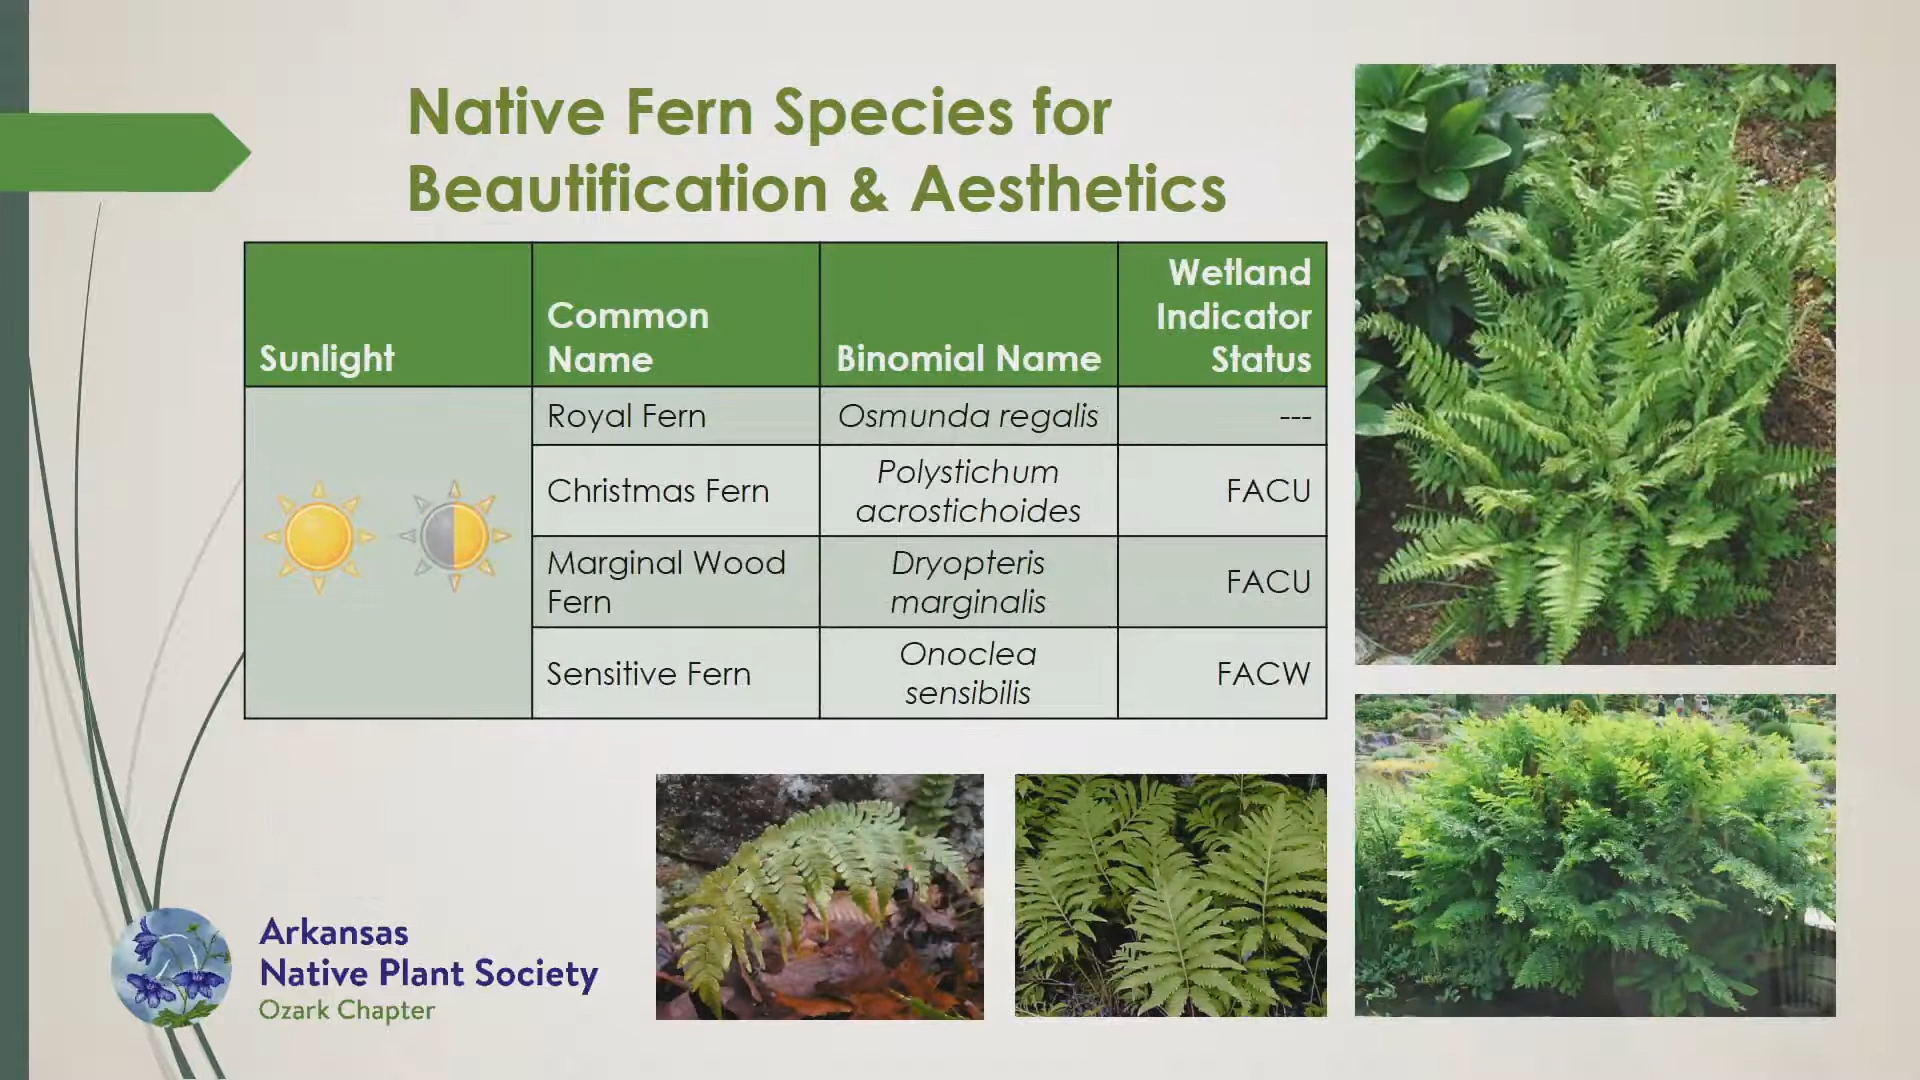 Native Fern Species for
Beautification & Aesthetics
Sunlight
Common
Name
Binomial Name
Wetland
Indicator
Status
Royal Fern
Osmunda regalis
---
Christmas Fern
Polystichum
acrostichoides
FACU
Marginal Wood
Fern
Dryopteris
marginalis
FACU
Sensitive Fern
Onoclea
sensibilis
FACW
Arkansas
Native Plant Society
Ozark Chapter